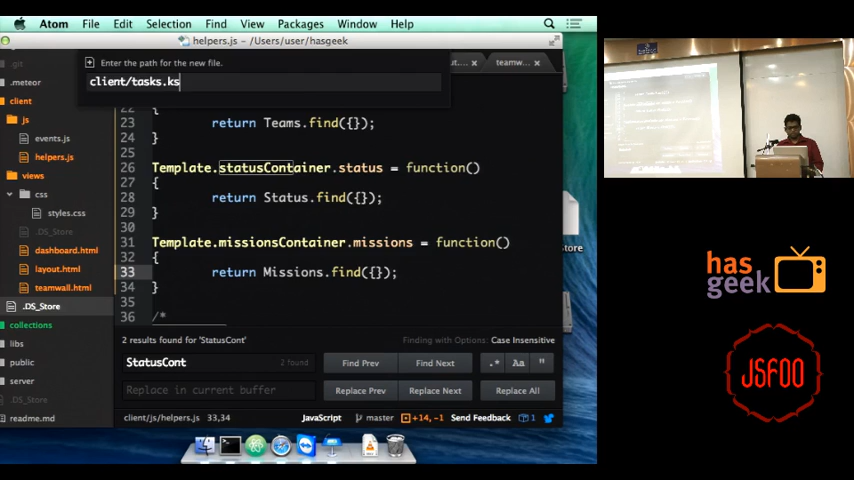 Atom File Edit Selection View Packages Window Help
helpers.js - /Users/user/hasgeek
.git
.meteor
client
js
events.js
helpers.js
views
css
styles.css
.DS_Store
dashboard.html
layout.html
teamwall.html
.DS_Store
collections
libs
public
server
.DS_Store
readme.md
Enter the path for the new file.
client/tasks.ks
ut....
teamw...
22
23 return Teams.find({});
24 }
25
26 Template.statusContainer.status = function()
27 {
28 return Status.find({});
29 }
30
31 Template.missionsContainer.missions = function()
32 {
33 return Missions.find({});
34 }
35
36 /*
2 results found for 'StatusCont' Finding with Options: Case Insensitive
StatusCont 2 found Find Prev Find Next .* Aa "
Replace in current buffer Replace Prev Replace Next Replace All
client/js/helpers.js 33,34 JavaScript master +14, -1 Send Feedback 1
tore
has
geek
JSFOO